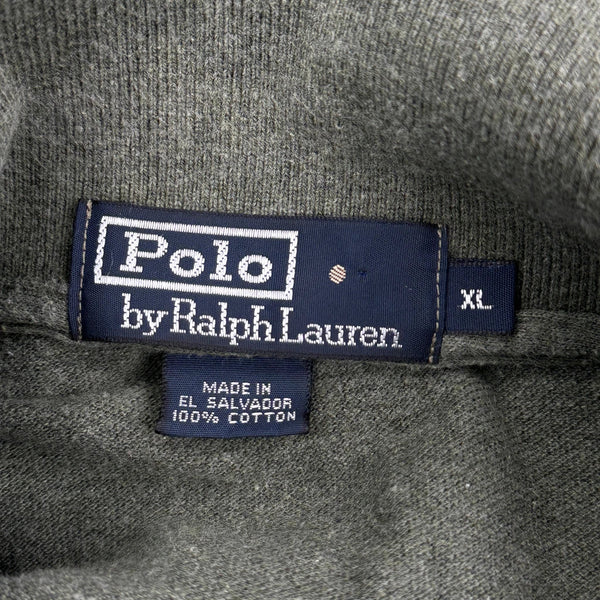 Polo
by Ralph Lauren
XL
MADE IN
EL SALVADOR
100% COTTON